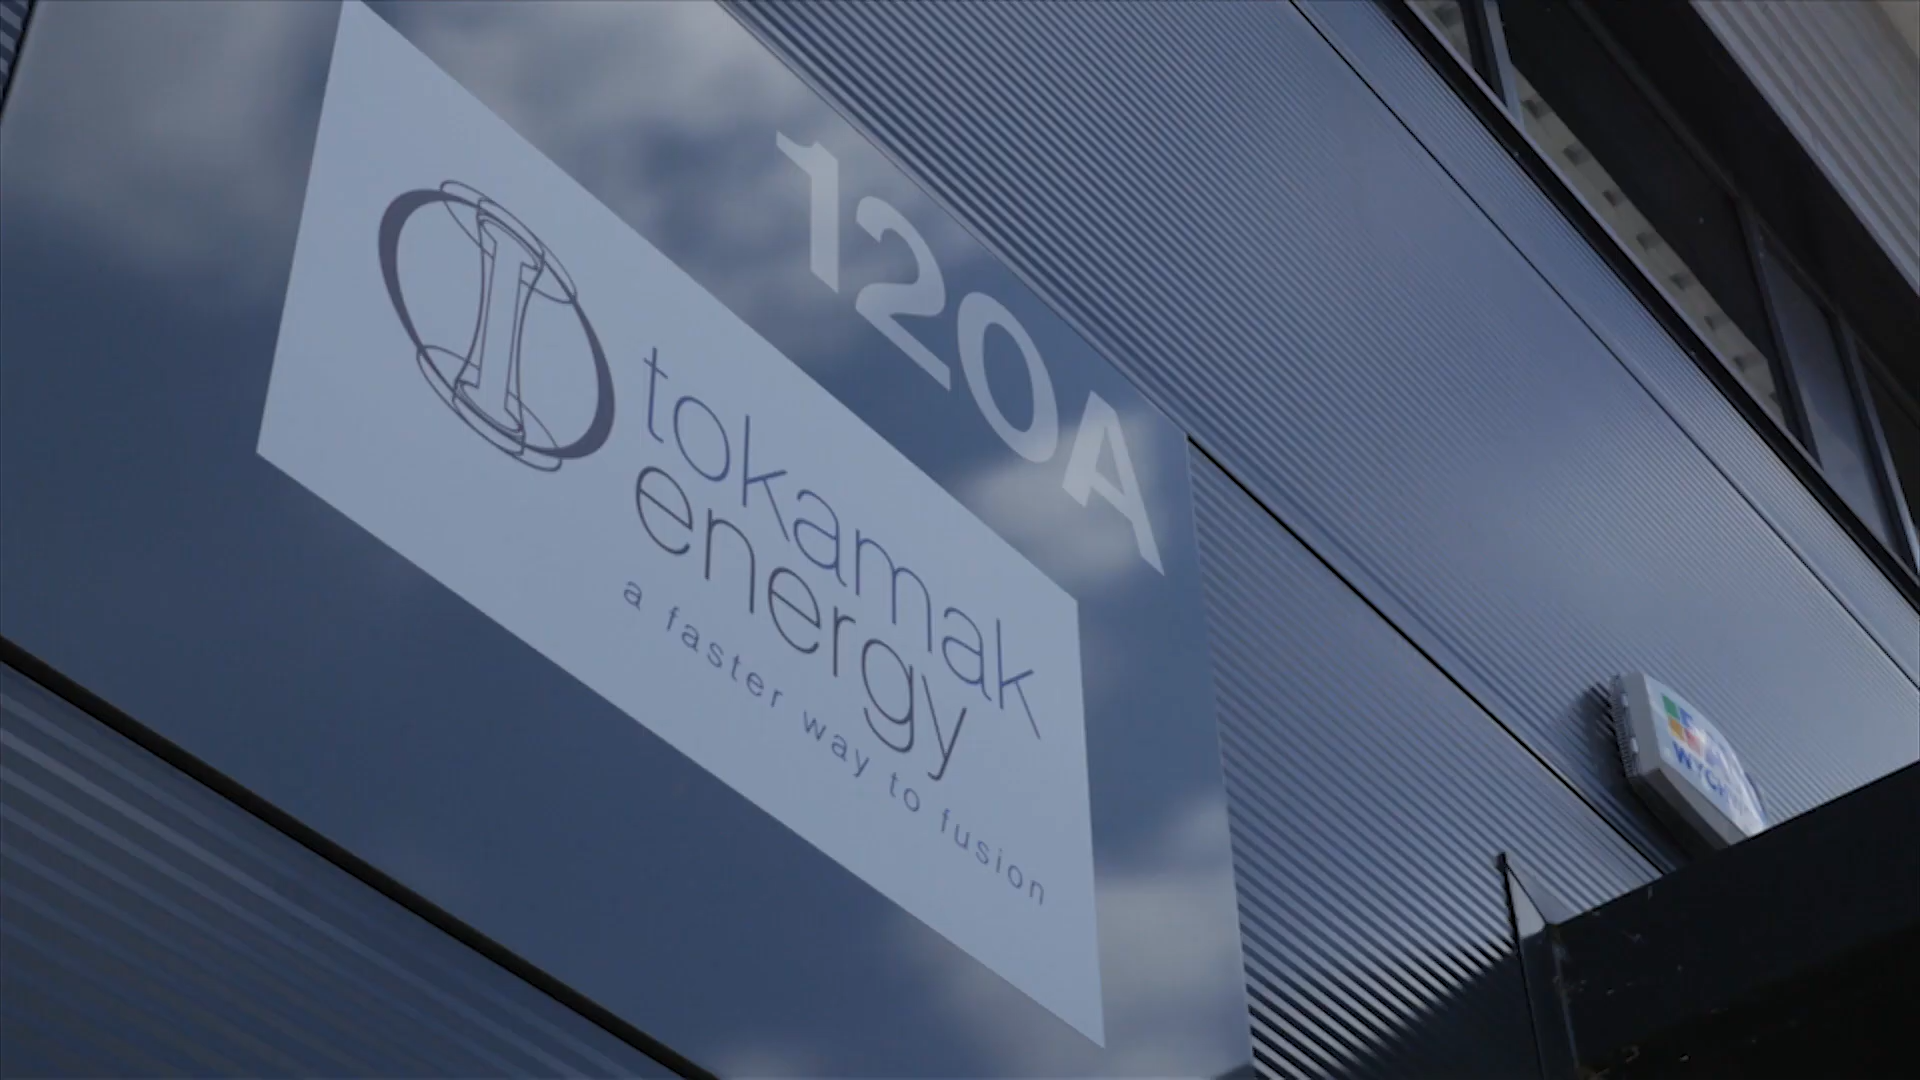 120A
tokamak
energy
a faster way to fusion